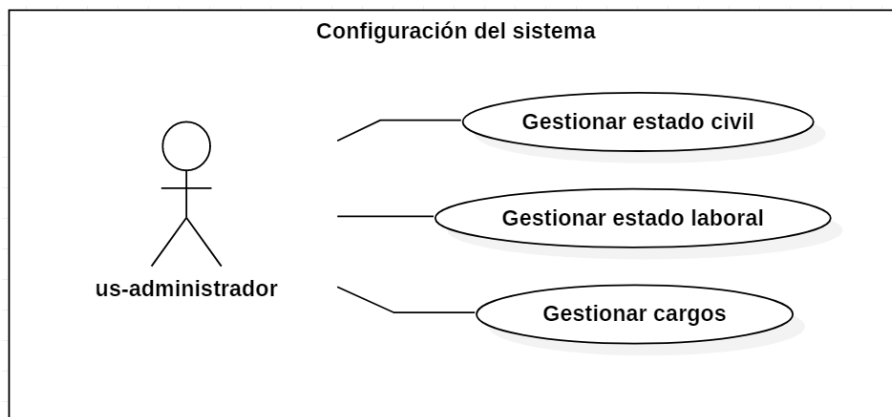 Configuración del sistema
Gestionar estado civil
Gestionar estado laboral
us-administrador
Gestionar cargos